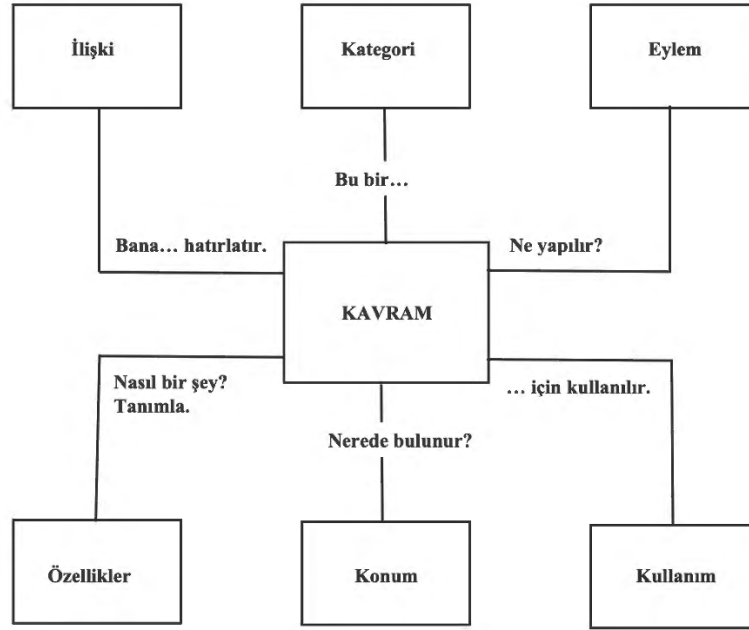 İlişki
Kategori
Eylem
Bu bir…
Bana… hatırlatır.
Ne yapılır?
KAVRAM
Nasıl bir şey?
Tanımla.
… için kullanılır.
Nerede bulunur?
Özellikler
Konum
Kullanım